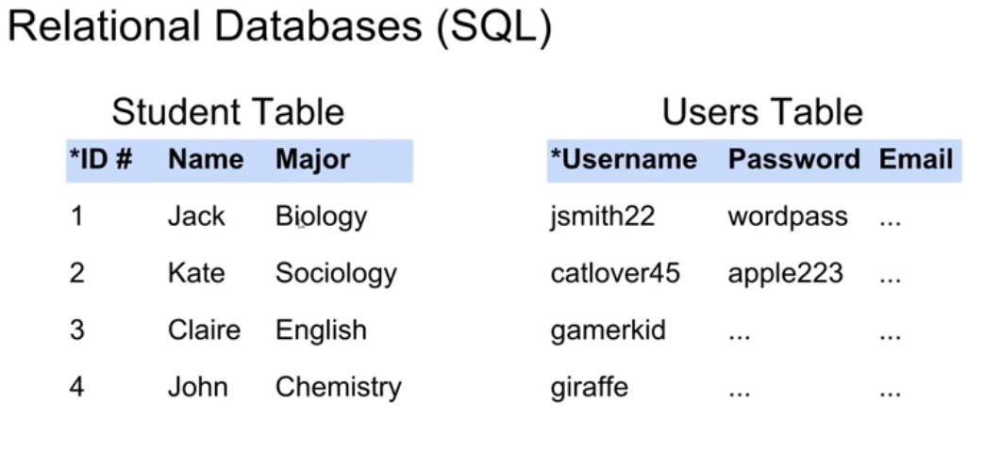 Relational Databases (SQL)
Student Table
*ID # Name Major
1 Jack Biology
2 Kate Sociology
3 Claire English
4 John Chemistry
Users Table
*Username Password Email
jsmith22 wordpass ...
catlover45 apple223 ...
gamerkid ... ...
giraffe ... ...